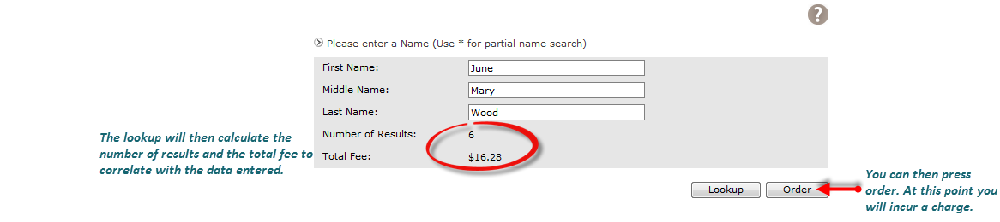 ?
Please enter a Name (Use * for partial name search)
First Name: June
Middle Name: Mary
Last Name: Wood
Number of Results: 6
Total Fee: $16.28
The lookup will then calculate the
number of results and the total fee to
correlate with the data entered.
Lookup Order
You can then press
order. At this point you
will incur a charge.